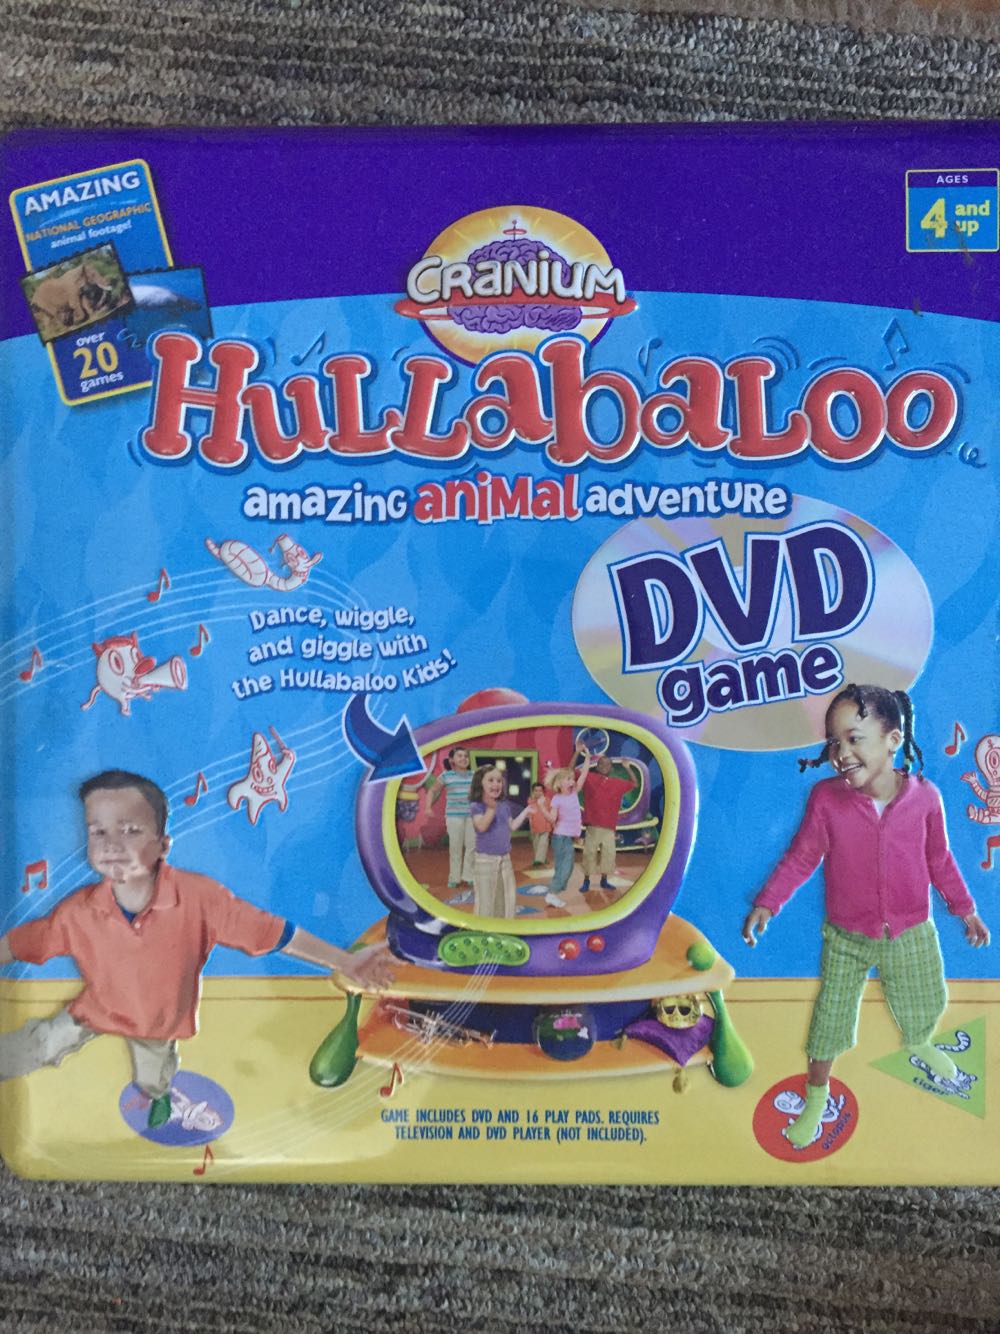 AMAZING
NATIONAL GEOGRAPHIC
animal footage!
over
20
games
AGES
4 and
up
CRANIUM
HULLabaLoo
amazing animal adventure
DVD
game
Dance, wiggle,
and giggle with
the Hullabaloo Kids!
GAME INCLUDES DVD AND 16 PLAY PADS. REQUIRES
TELEVISION AND DVD PLAYER (NOT INCLUDED).
octopus
tiger